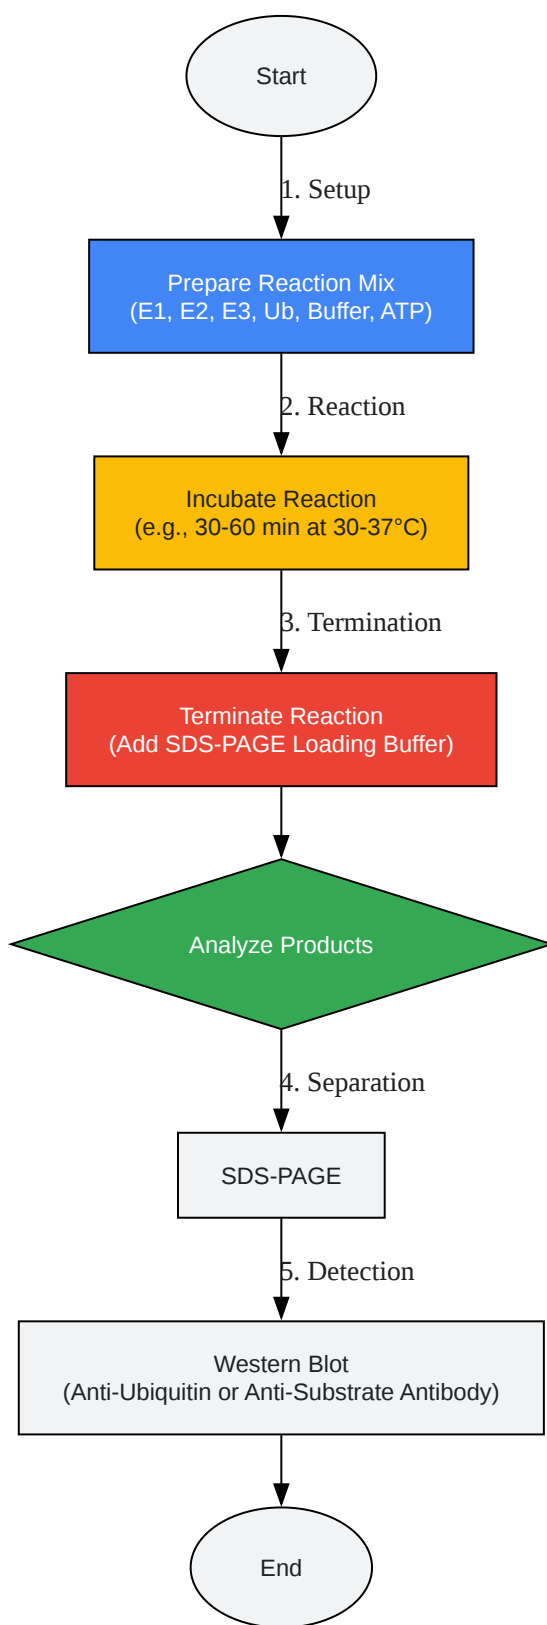 Start
1. Setup
Prepare Reaction Mix
(E1, E2, E3, Ub, Buffer, ATP)
2. Reaction
Incubate Reaction
(e.g., 30-60 min at 30-37°C)
3. Termination
Terminate Reaction
(Add SDS-PAGE Loading Buffer)
Analyze Products
4. Separation
SDS-PAGE
5. Detection
Western Blot
(Anti-Ubiquitin or Anti-Substrate Antibody)
End